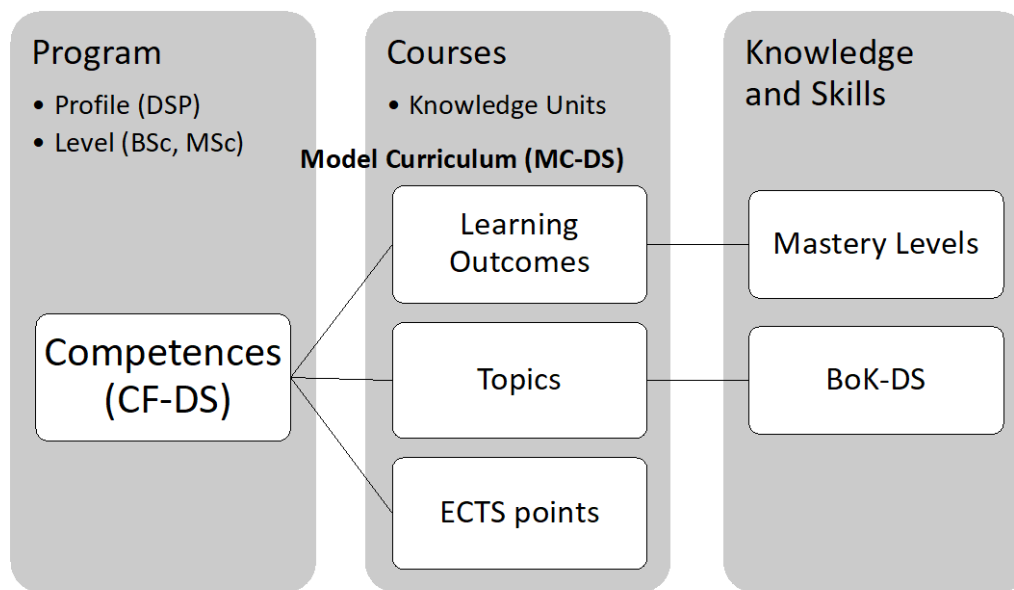 Program
• Profile (DSP)
• Level (BSc, MSc)
Courses
• Knowledge Units
Knowledge
and Skills
Model Curriculum (MC-DS)
Competences
(CF-DS)
Learning
Outcomes
Topics
ECTS points
Mastery Levels
BoK-DS